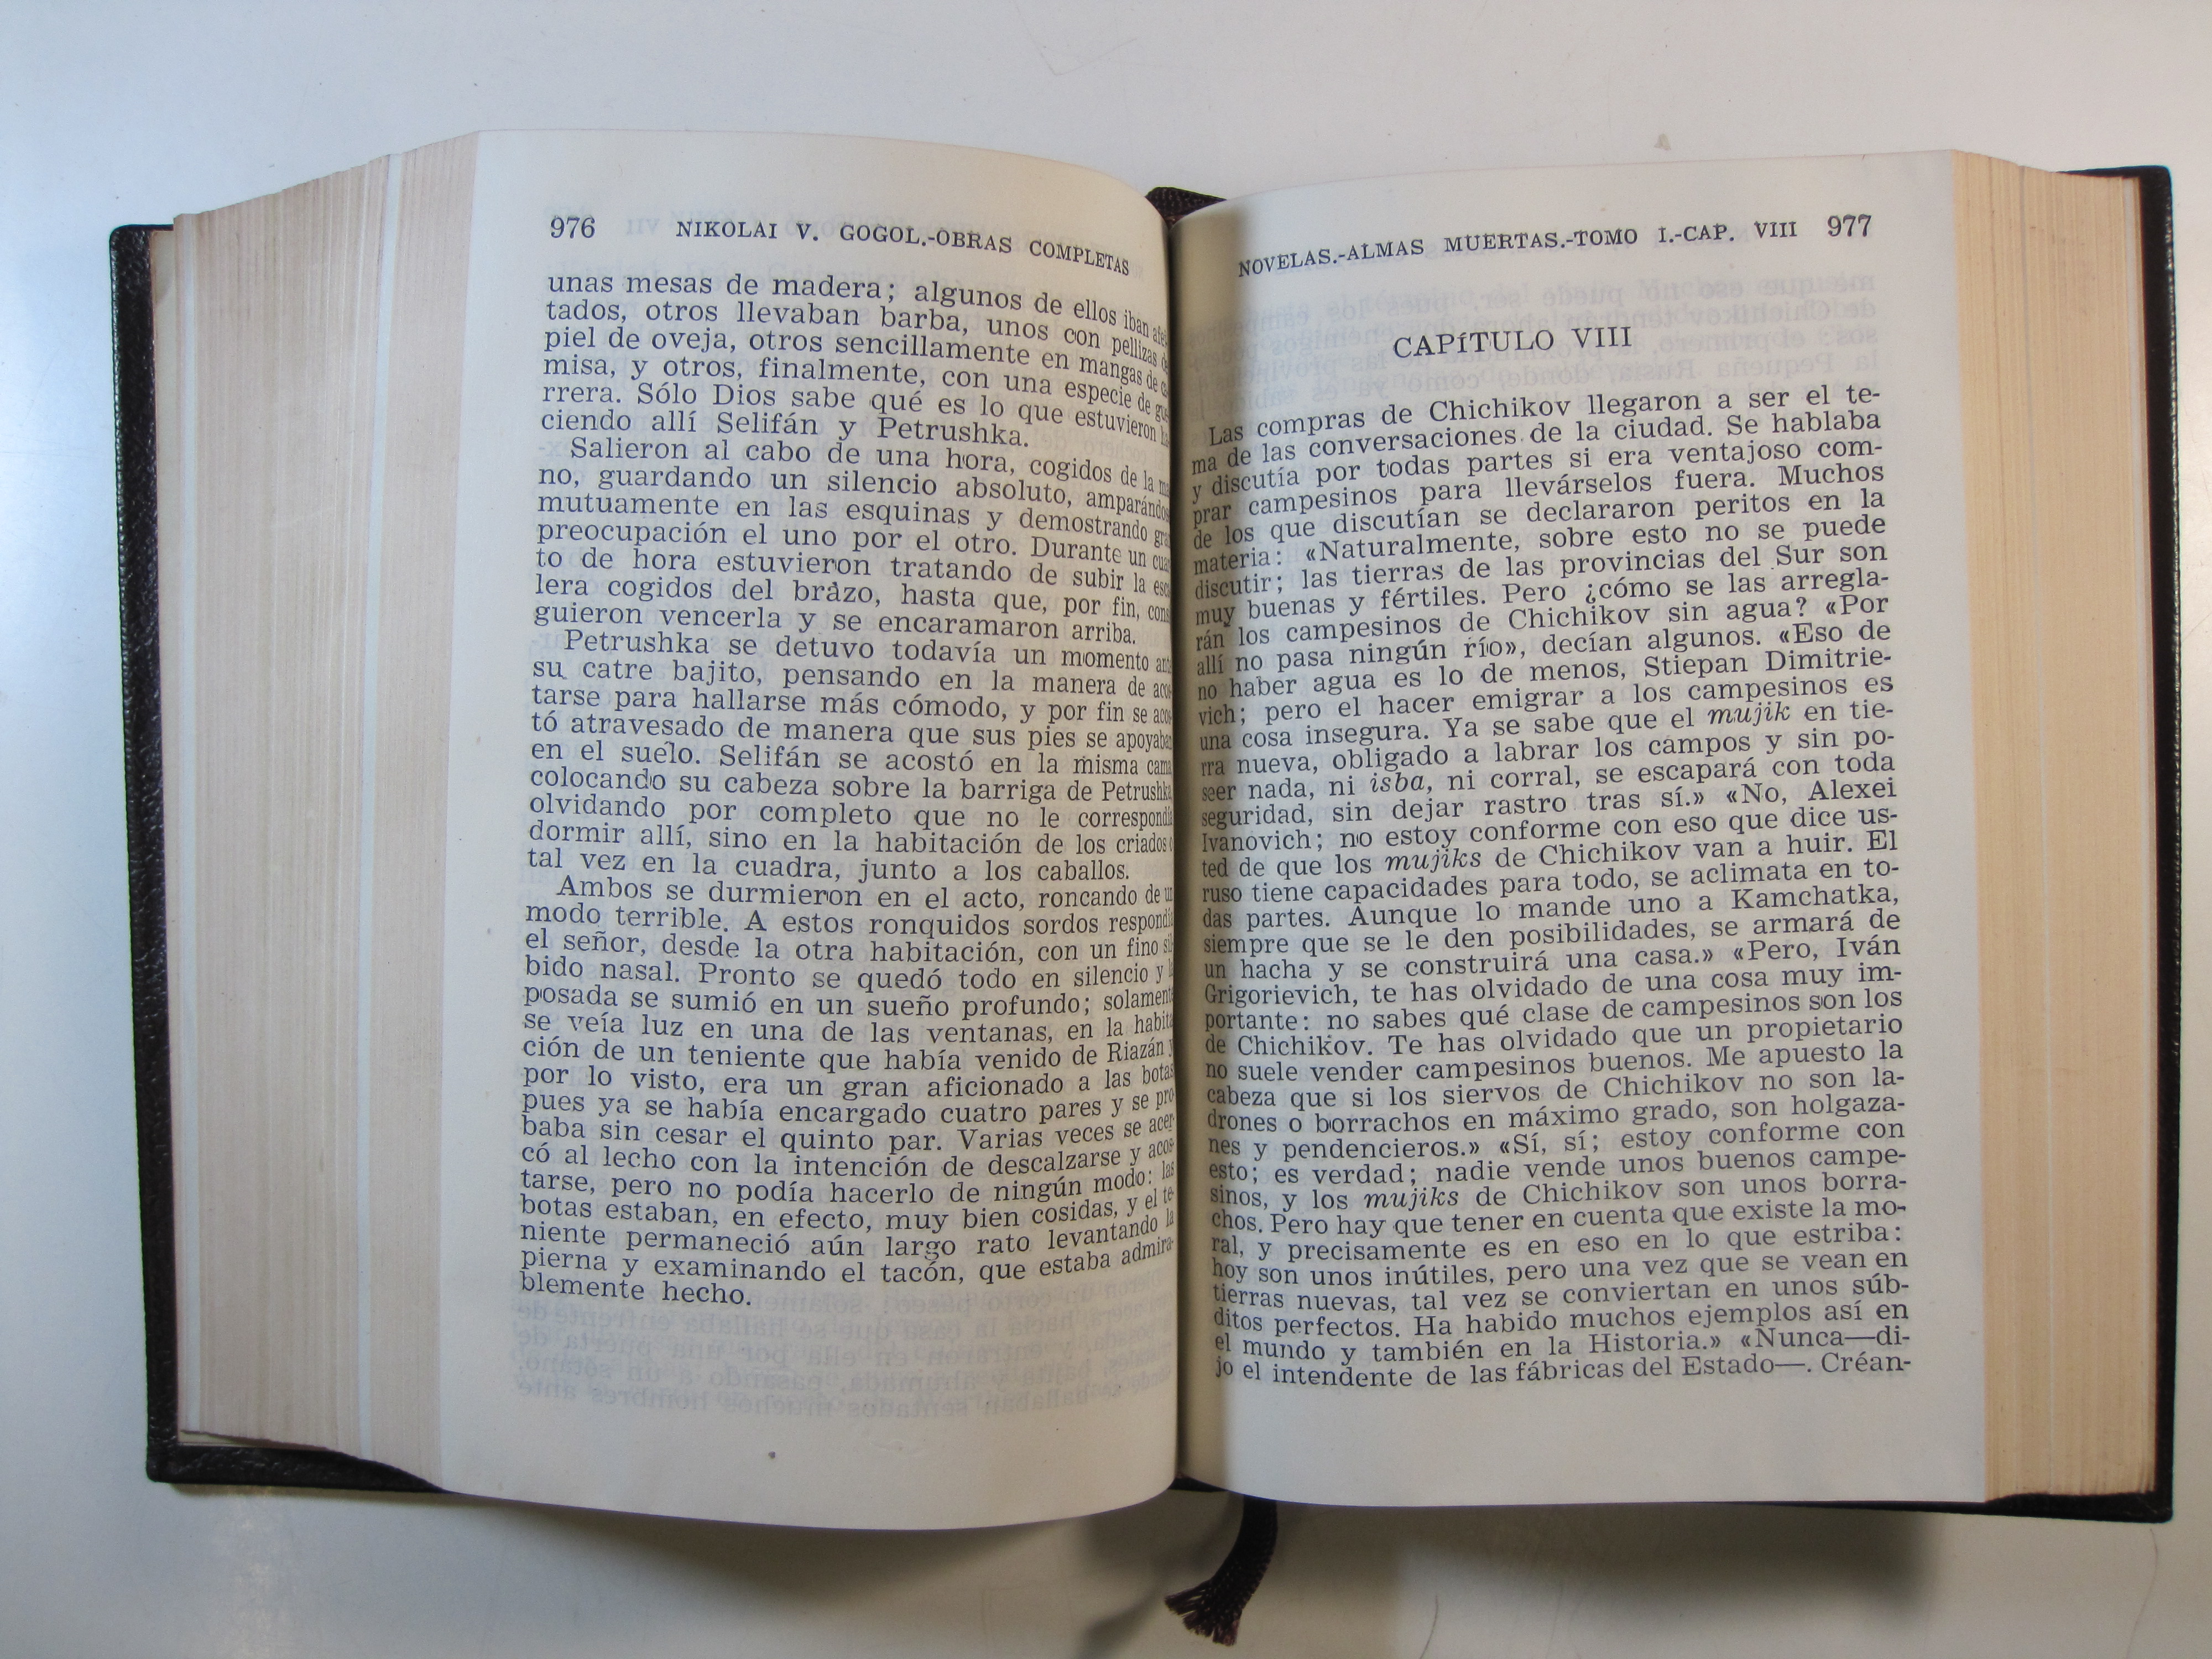 976 NIKOLAI V. GOGOL.-OBRAS COMPLETAS
unas mesas de madera; algunos de ellos iban
tados, otros llevaban barba, unos con pellizas de
piel de oveja, otros sencillamente en mangas de
misa, y otros, finalmente, con una especie de
rrera. Sólo Dios sabe qué es lo que estuvieron
ciendo allí Selifán y Petrushka.
Salieron al cabo de una hora, cogidos de la
no, guardando un silencio absoluto, amparándose
mutuamente en las esquinas y demostrando
preocupación el uno por el otro. Durante un
to de hora estuvieron tratando de subir la
lera cogidos del brazo, hasta que, por fin,
guieron vencerla y se encaramaron arriba.
Petrushka se detuvo todavía un momento
su catre bajito, pensando en la manera de
tarse para hallarse más cómodo, y por fin se
tó atravesado de manera que sus pies se apoyaban
en el suelo. Selifán se acostó en la misma cama
colocando su cabeza sobre la barriga de Petrushka
olvidando por completo que no le correspondía
dormir allí, sino en la habitación de los criados o
tal vez en la cuadra, junto a los caballos.
Ambos se durmieron en el acto, roncando de un
modo terrible. A estos ronquidos sordos respondía
el señor, desde la otra habitación, con un fino sil-
bido nasal. Pronto se quedó todo en silencio y la
posada se sumió en un sueño profundo; solamente
se veía luz en una de las ventanas, en la habita
ción de un teniente que había venido de Riazán y
por lo visto, era un gran aficionado a las botas
pues ya se había encargado cuatro pares y se pro-
baba sin cesar el quinto par. Varias veces se acer-
có al lecho con la intención de descalzarse y acos-
tarse, pero no podía hacerlo de ningún modo: las
botas estaban, en efecto, muy bien cosidas, y el te-
niente permaneció aún largo rato levantando la
pierna y examinando el tacón, que estaba admira-
blemente hecho.
NOVELAS.-ALMAS MUERTAS.-TOMO I.-CAP. VIII 977
CAPÍTULO VIII
Las compras de Chichikov llegaron a ser el te-
ma de las conversaciones de la ciudad. Se hablaba
y discutía por todas partes si era ventajoso com-
prar campesinos para llevárselos fuera. Muchos
de los que discutían se declararon peritos en la
materia: «Naturalmente, sobre esto no se puede
discutir; las tierras de las provincias del Sur son
muy buenas y fértiles. Pero ¿cómo se las arregla-
rán los campesinos de Chichikov sin agua? «Por
allí no pasa ningún río», decían algunos. «Eso de
no haber agua es lo de menos, Stiepan Dimitrie-
vich; pero el hacer emigrar a los campesinos es
una cosa insegura. Ya se sabe que el mujik en tie-
rra nueva, obligado a labrar los campos y sin po-
seer nada, ni isba, ni corral, se escapará con toda
seguridad, sin dejar rastro tras sí.» «No, Alexei
Ivanovich; no estoy conforme con eso que dice us-
ted de que los mujiks de Chichikov van a huir. El
ruso tiene capacidades para todo, se aclimata en to-
das partes. Aunque lo mande uno a Kamchatka,
siempre que se le den posibilidades, se armará de
un hacha y se construirá una casa.» «Pero, Iván
Grigorievich, te has olvidado de una cosa muy im-
portante: no sabes qué clase de campesinos son los
de Chichikov. Te has olvidado que un propietario
no suele vender campesinos buenos. Me apuesto la
cabeza que si los siervos de Chichikov no son la-
drones o borrachos en máximo grado, son holgaza-
nes y pendencieros.» «Sí, sí; estoy conforme con
esto; es verdad; nadie vende unos buenos campe-
sinos, y los mujiks de Chichikov son unos borra-
chos. Pero hay que tener en cuenta que existe la mo-
ral, y precisamente es en eso en lo que estriba:
hoy son unos inútiles, pero una vez que se vean en
tierras nuevas, tal vez se conviertan en unos súb-
ditos perfectos. Ha habido muchos ejemplos así en
el mundo y también en la Historia.» «Nunca—di-
jo el intendente de las fábricas del Estado—. Créan-